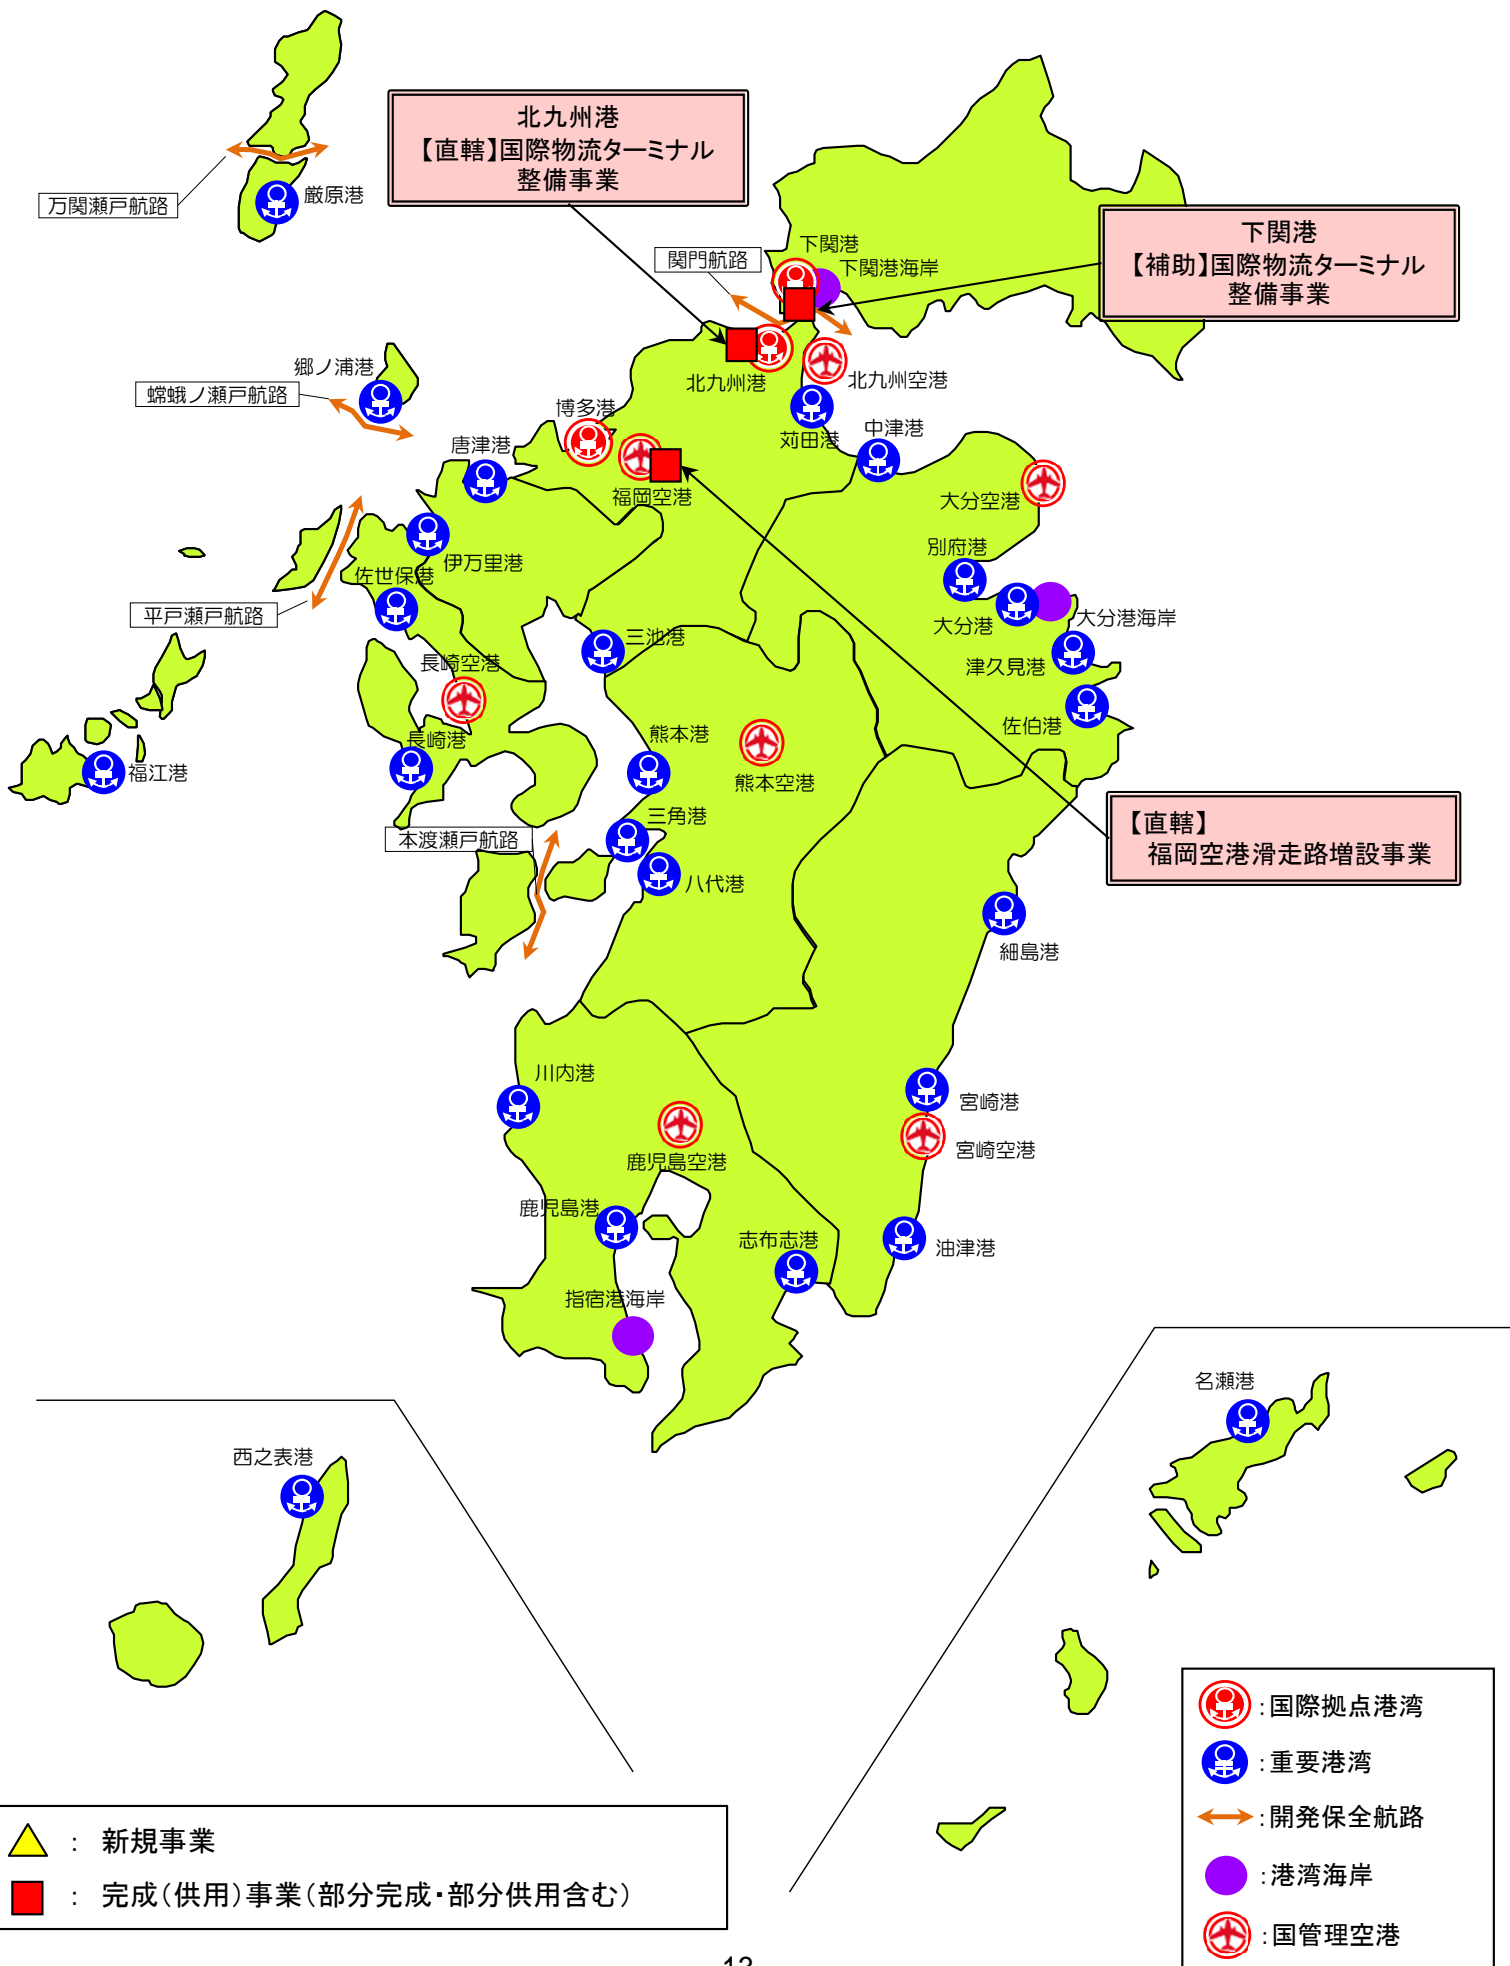 北九州港
【直轄】国際物流ターミナル
整備事業
下関港
【補助】国際物流ターミナル
整備事業
【直轄】
福岡空港滑走路増設事業
万関瀬戸航路
厳原港
関門航路
下関港
下関港海岸
郷ノ浦港
蟐蛾ノ瀬戸航路
北九州港
北九州空港
博多港
苅田港
中津港
唐津港
福岡空港
大分空港
伊万里港
別府港
佐世保港
平戸瀬戸航路
大分港
大分港海岸
三池港
津久見港
長崎空港
佐伯港
長崎港
熊本港
福江港
熊本空港
三角港
本渡瀬戸航路
八代港
細島港
川内港
宮崎港
宮崎空港
鹿児島空港
鹿児島港
志布志港
油津港
指宿港海岸
名瀬港
西之表港
:国際拠点港湾
:重要港湾
:開発保全航路
:港湾海岸
:国管理空港
: 新規事業
: 完成(供用)事業(部分完成・部分供用含む)